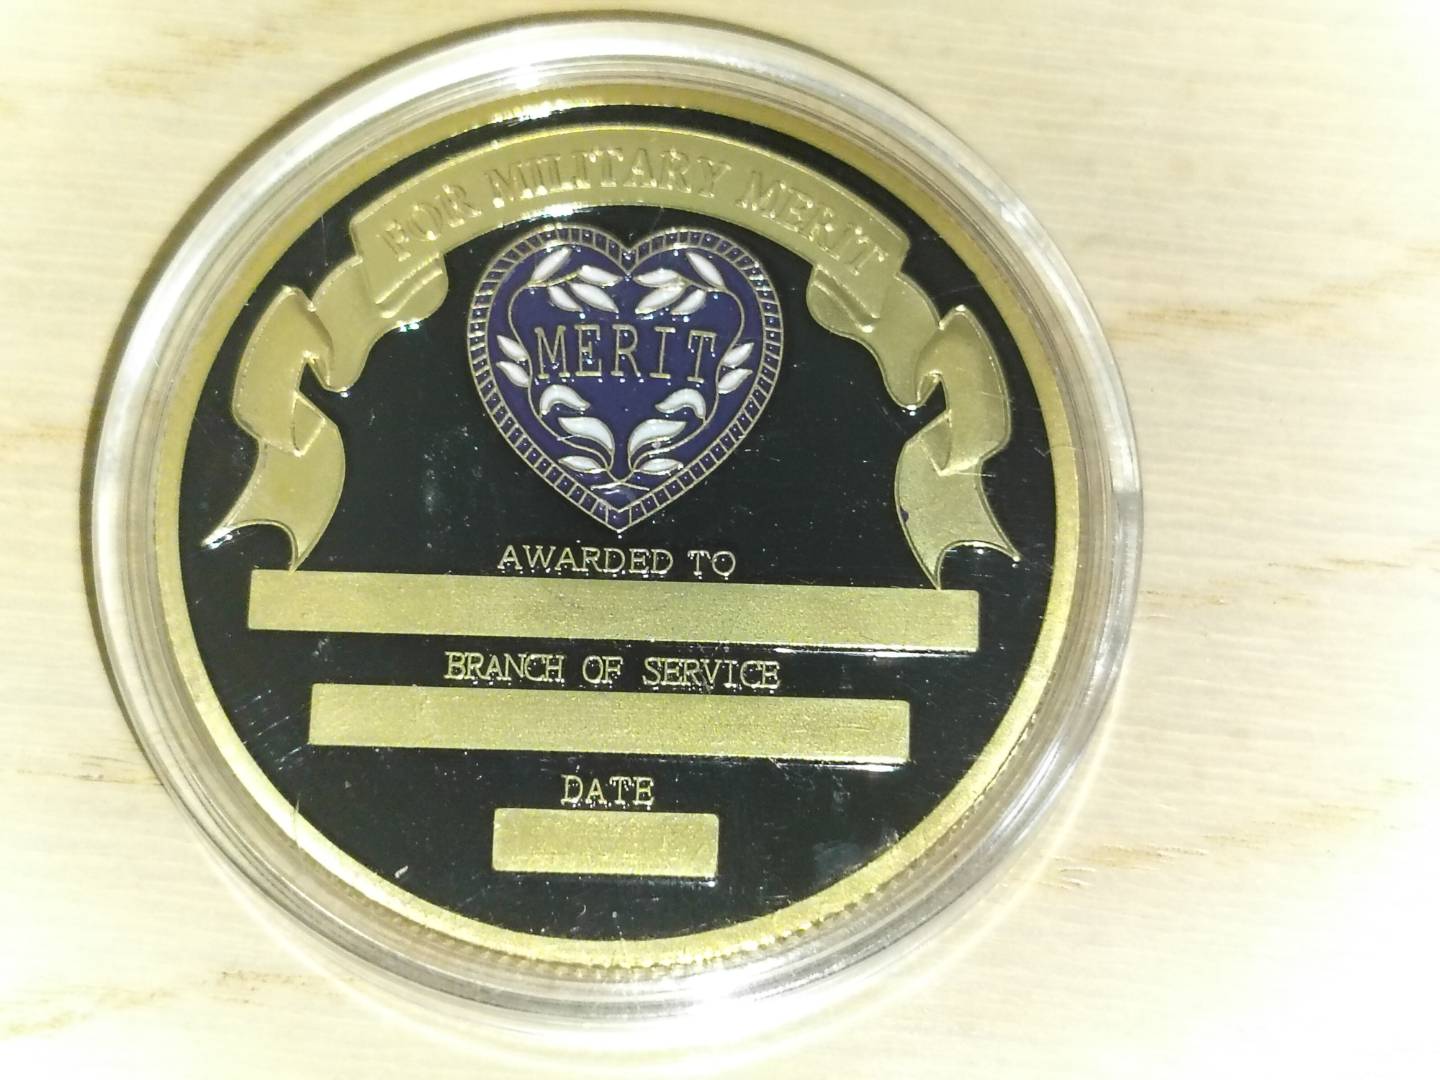 FOR MILITARY MERIT
MERIT
AWARDED TO
BRANCH OF SERVICE
DATE